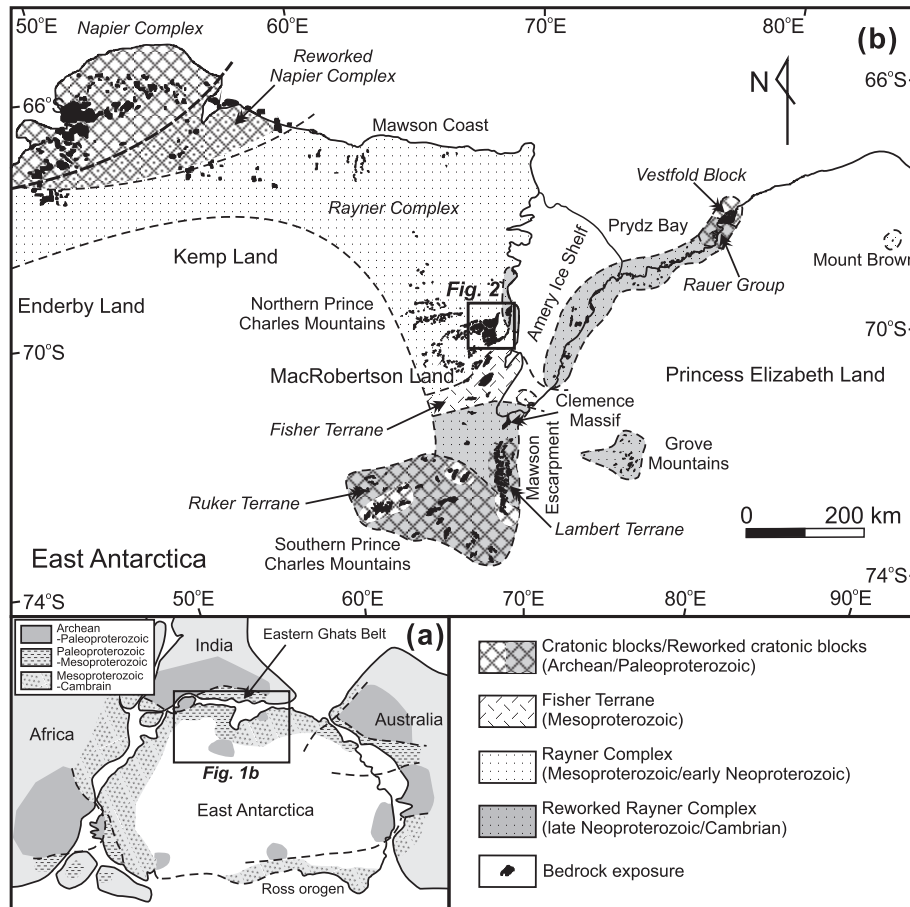 50°E
60°E
70°E
80°E
Napier Complex
(b)
Reworked
Napier Complex
N
66°S
66°S
Mawson Coast
Vestfold Block
Rayner Complex
Prydz Bay
Kemp Land
Mount Brown
Rauer Group
Amery Ice Shelf
Fig. 2
Enderby Land
Northern Prince
Charles Mountains
70°S
70°S
MacRobertson Land
Princess Elizabeth Land
Clemence
Massif
Fisher Terrane
Mawson
Escarpment
Grove
Mountains
Ruker Terrane
0 200 km
Lambert Terrane
Southern Prince
Charles Mountains
East Antarctica
74°S
74°S
50°E
60°E
70°E
80°E
90°E
Archean
-Paleoproterozoic
Paleoproterozoic
-Mesoproterozoic
Mesoproterozoic
-Cambrain
(a)
Eastern Ghats Belt
India
Africa
Australia
Fig. 1b
East Antarctica
Ross orogen
Cratonic blocks/Reworked cratonic blocks
(Archean/Paleoproterozoic)
Fisher Terrane
(Mesoproterozoic)
Rayner Complex
(Mesoproterozoic/early Neoproterozoic)
Reworked Rayner Complex
(late Neoproterozoic/Cambrian)
Bedrock exposure